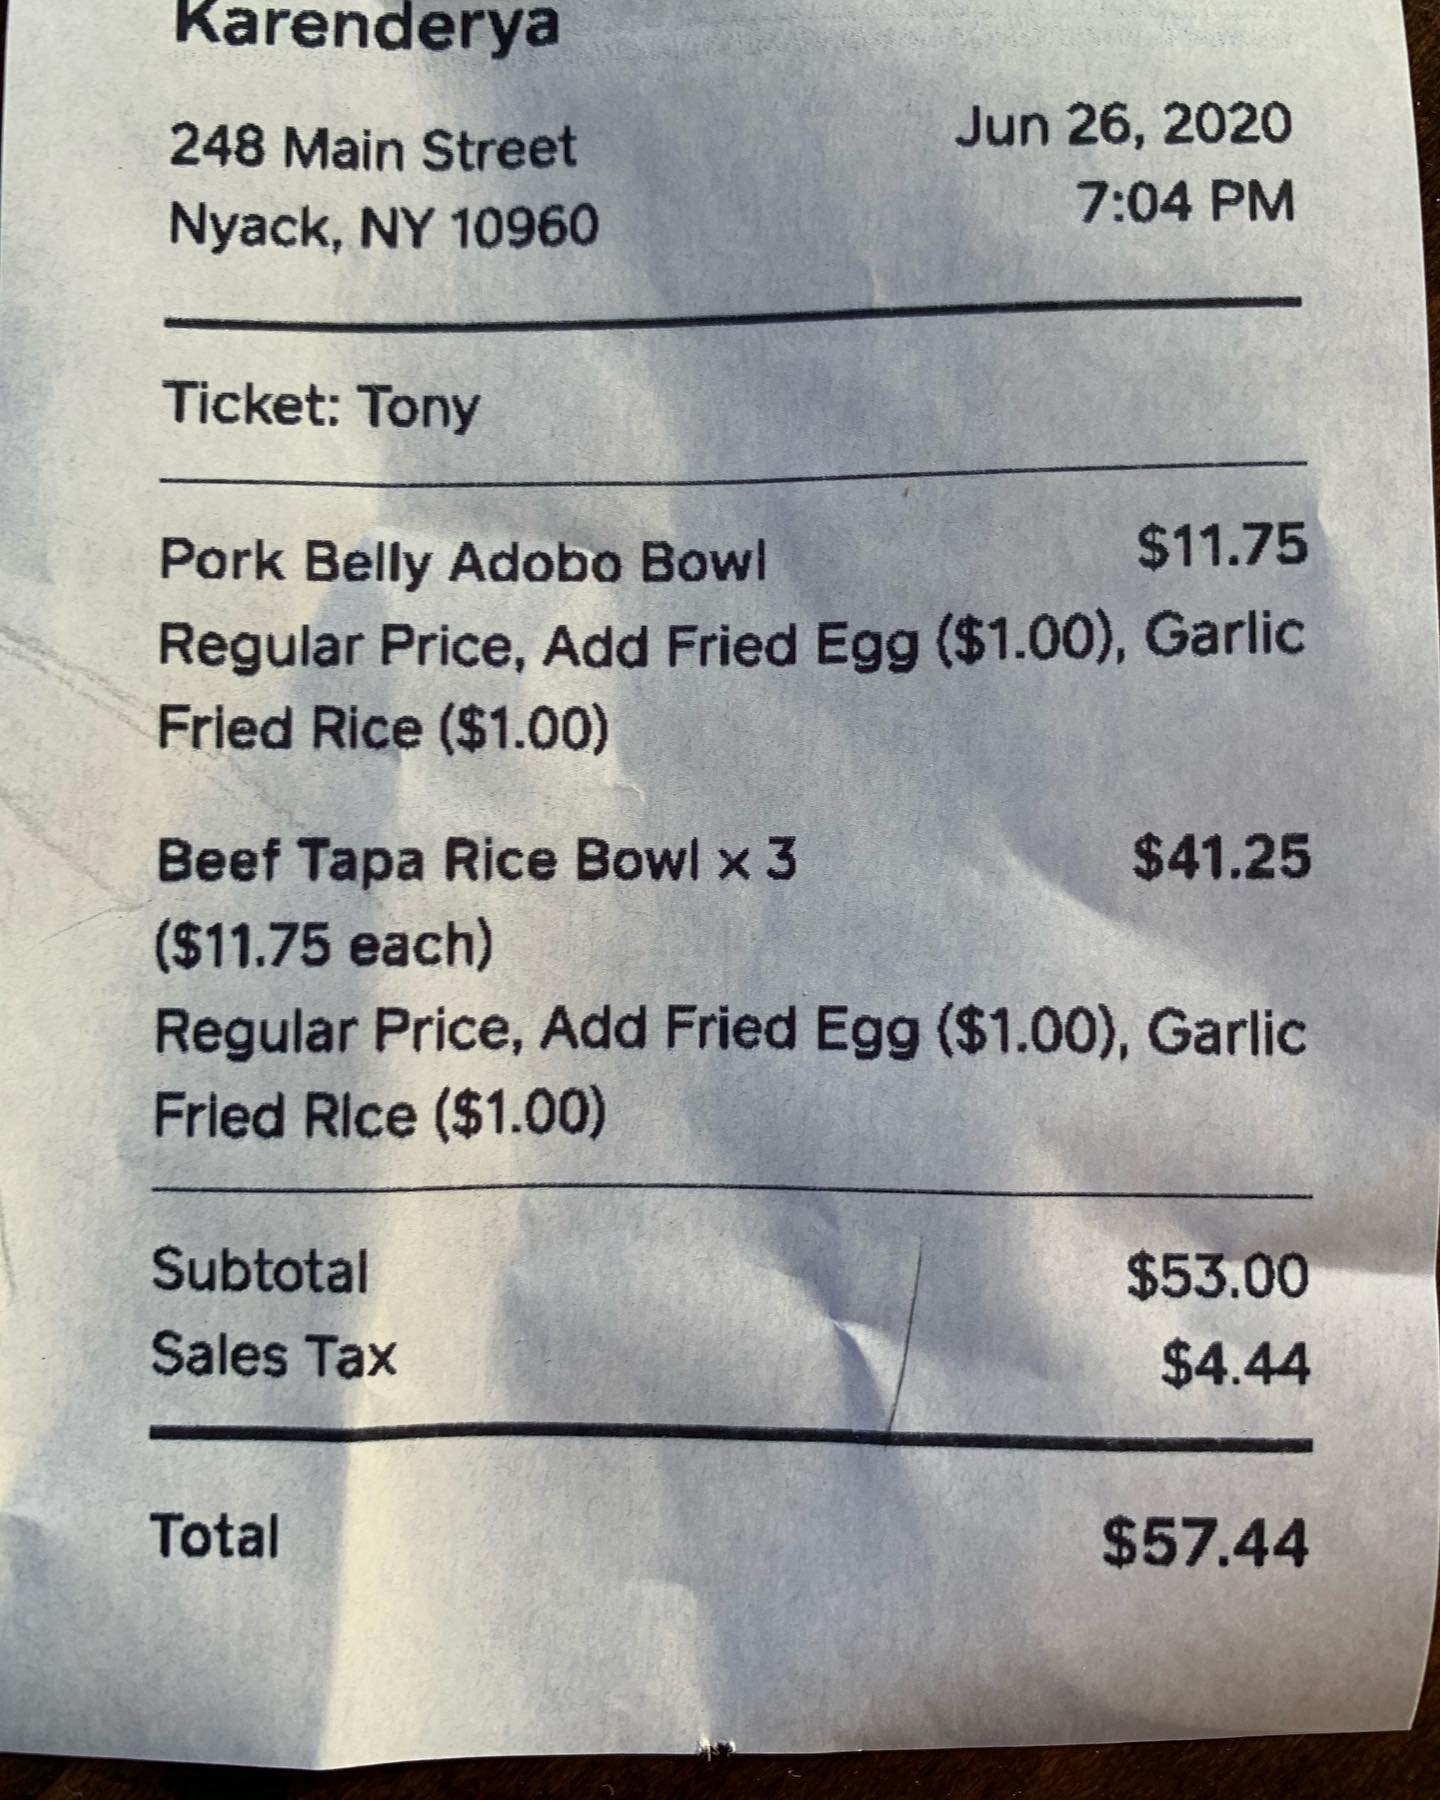 Karenderya
248 Main Street
Nyack, NY 10960
Jun 26, 2020
7:04 PM
Ticket: Tony
Pork Belly Adobo Bowl $11.75
Regular Price, Add Fried Egg ($1.00), Garlic
Fried Rice ($1.00)
Beef Tapa Rice Bowl x 3 $41.25
($11.75 each)
Regular Price, Add Fried Egg ($1.00), Garlic
Fried Rice ($1.00)
Subtotal $53.00
Sales Tax $4.44
Total $57.44